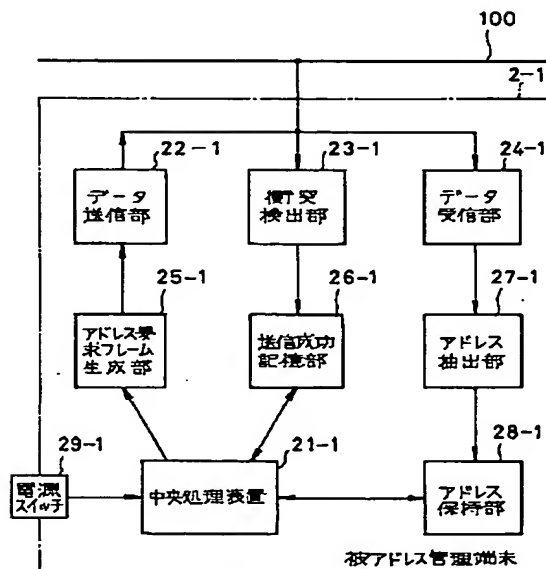 100
2-1
22-1
データ
送信部
23-1
衝突
検出部
24-1
データ
受信部
25-1
アドレス要
求フレーム
生成部
26-1
送信成功
記憶部
27-1
アドレス
抽出部
29-1
電源
スイッチ
21-1
中央処理装置
28-1
アドレス
保持部
被アドレス管理端末